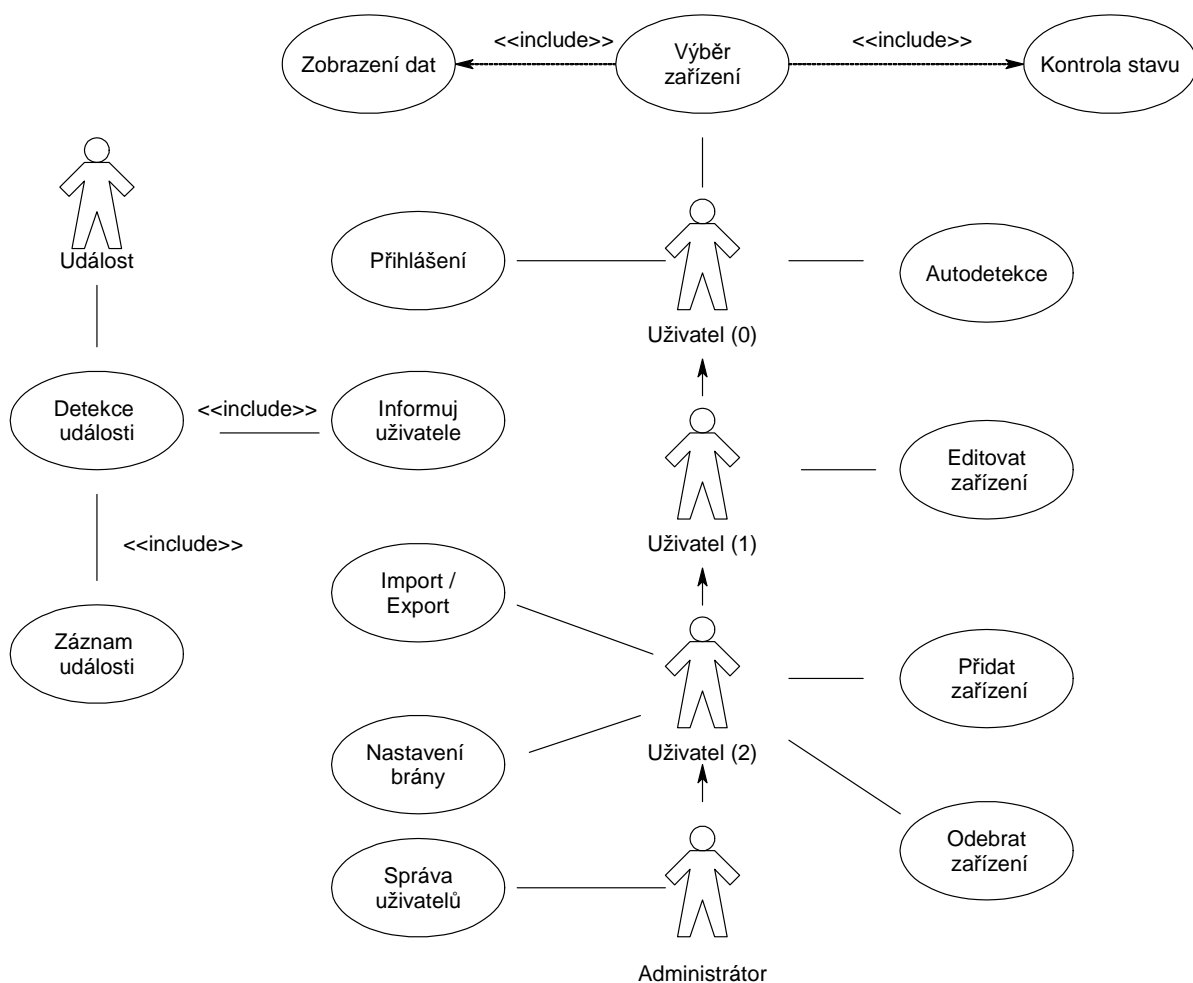 <<include>>
<<include>>
Zobrazení dat
Výběr
zařízení
Kontrola stavu
Událost
Přihlášení
Autodetekce
Uživatel (0)
Detekce
události
<<include>>
Informuj
uživatele
Editovat
zařízení
Uživatel (1)
<<include>>
Import /
Export
Záznam
události
Přidat
zařízení
Nastavení
brány
Uživatel (2)
Odebrat
zařízení
Správa
uživatelů
Administrátor